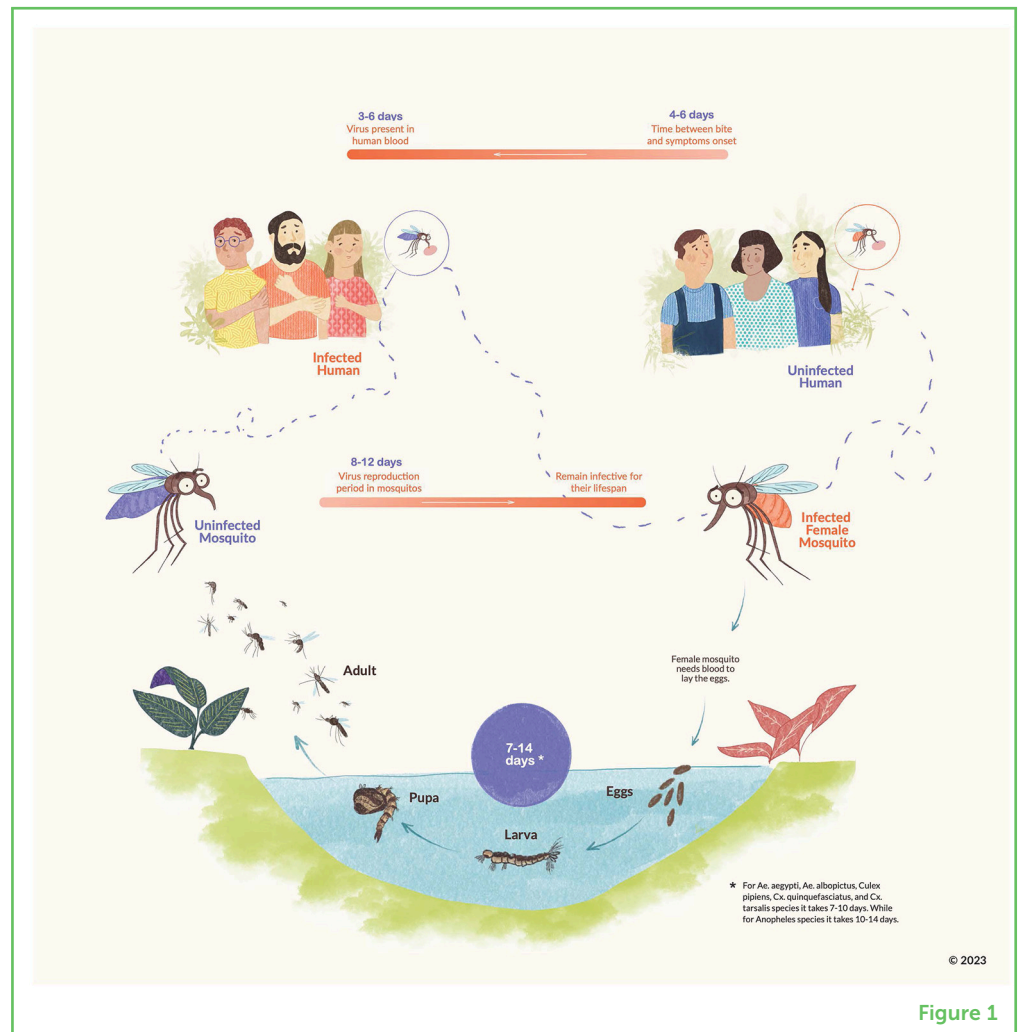 3-6 days
Virus present in
human blood
4-6 days
Time between bite
and symptoms onset
Infected
Human
Uninfected
Human
8-12 days
Virus reproduction
period in mosquitos
Remain infective for
their lifespan
Uninfected
Mosquito
Infected
Female
Mosquito
Adult
Female mosquito
needs blood to
lay the eggs.
7-14
days *
Pupa
Eggs
Larva
* For Ae. aegypti, Ae. albopictus, Culex
pipiens, Cx. quinquefasciatus, and Cx.
tarsalis species it takes 7-10 days. While
for Anopheles species it takes 10-14 days.
© 2023
Figure 1